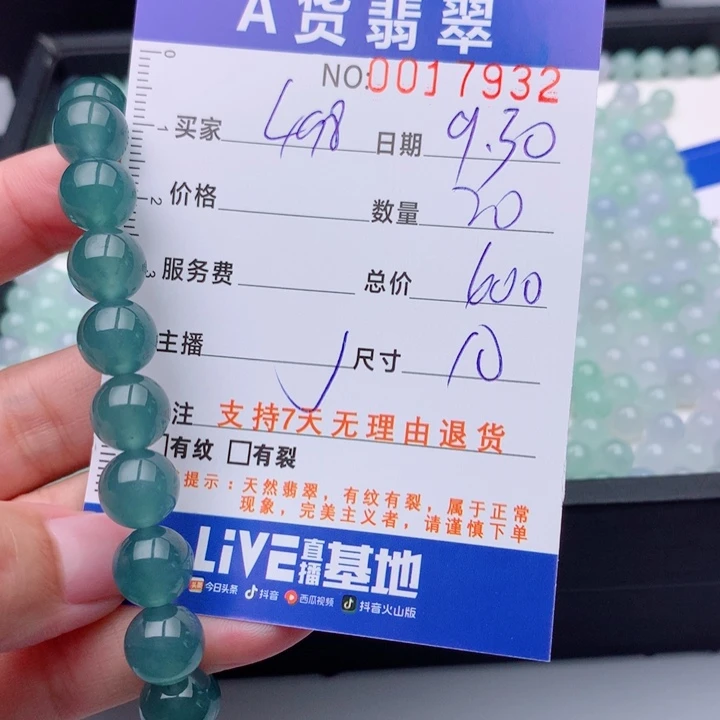 A货翡翠
NO:0017932
买家 498 日期 9.30
价格 数量 20
服务费 总价 600
主播 尺寸 10
注 支持7天无理由退货
有纹 □有裂
提示：天然翡翠，有纹有裂，属于正常
现象，完美主义者，请谨慎下单
LiVE直播基地
今日头条 抖音 西瓜视频 抖音火山版
0
1
2
3